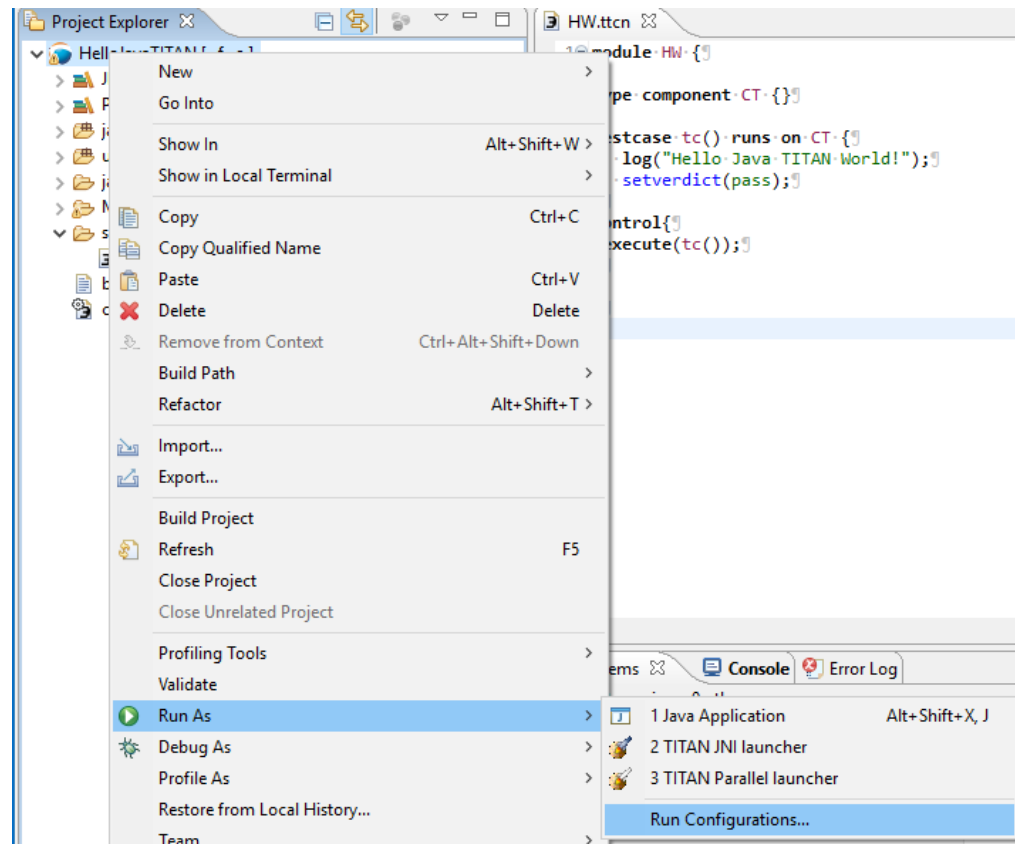 Project Explorer
HW.ttcn
1 module HW {
type component CT {}
testcase tc() runs on CT {
log("Hello Java TITAN World!");
setverdict(pass);
control{
execute(tc());
New
Go Into
Show In Alt+Shift+W >
Show in Local Terminal >
Copy Ctrl+C
Copy Qualified Name
Paste Ctrl+V
Delete Delete
Remove from Context Ctrl+Alt+Shift+Down
Build Path >
Refactor Alt+Shift+T >
Import...
Export...
Build Project
Refresh F5
Close Project
Close Unrelated Project
Profiling Tools >
Validate
Run As >
Debug As >
Profile As >
Restore from Local History...
Team >
ems Console Error Log
1 Java Application Alt+Shift+X, J
2 TITAN JNI launcher
3 TITAN Parallel launcher
Run Configurations...